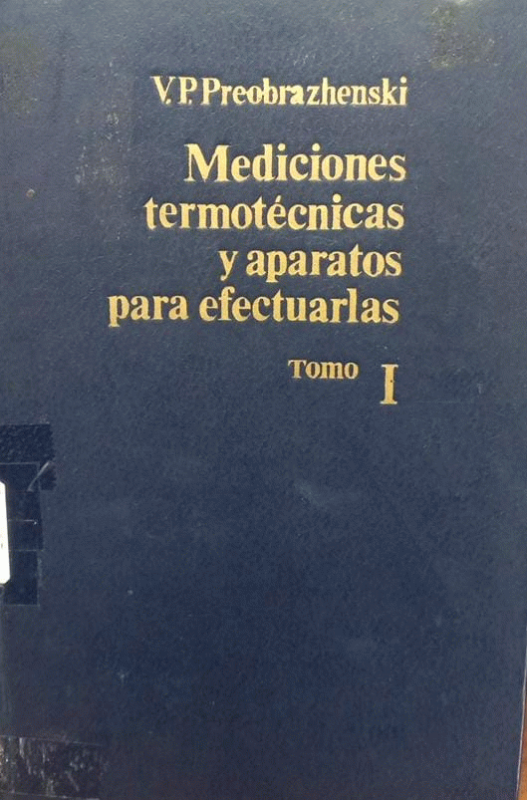 V.P. Preobrazhenski
Mediciones
termotécnicas
y aparatos
para efectuarlas
Tomo I